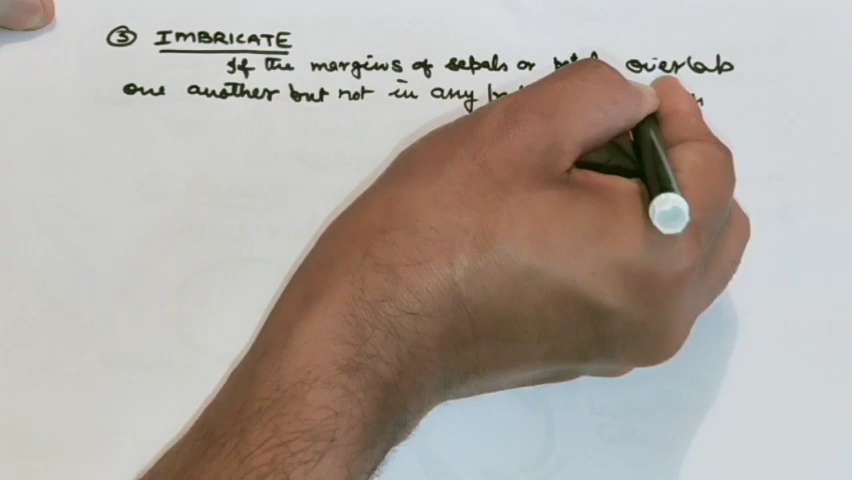 ③ IMBRICATE
If the margins of sepals or overlap
one another but not in any